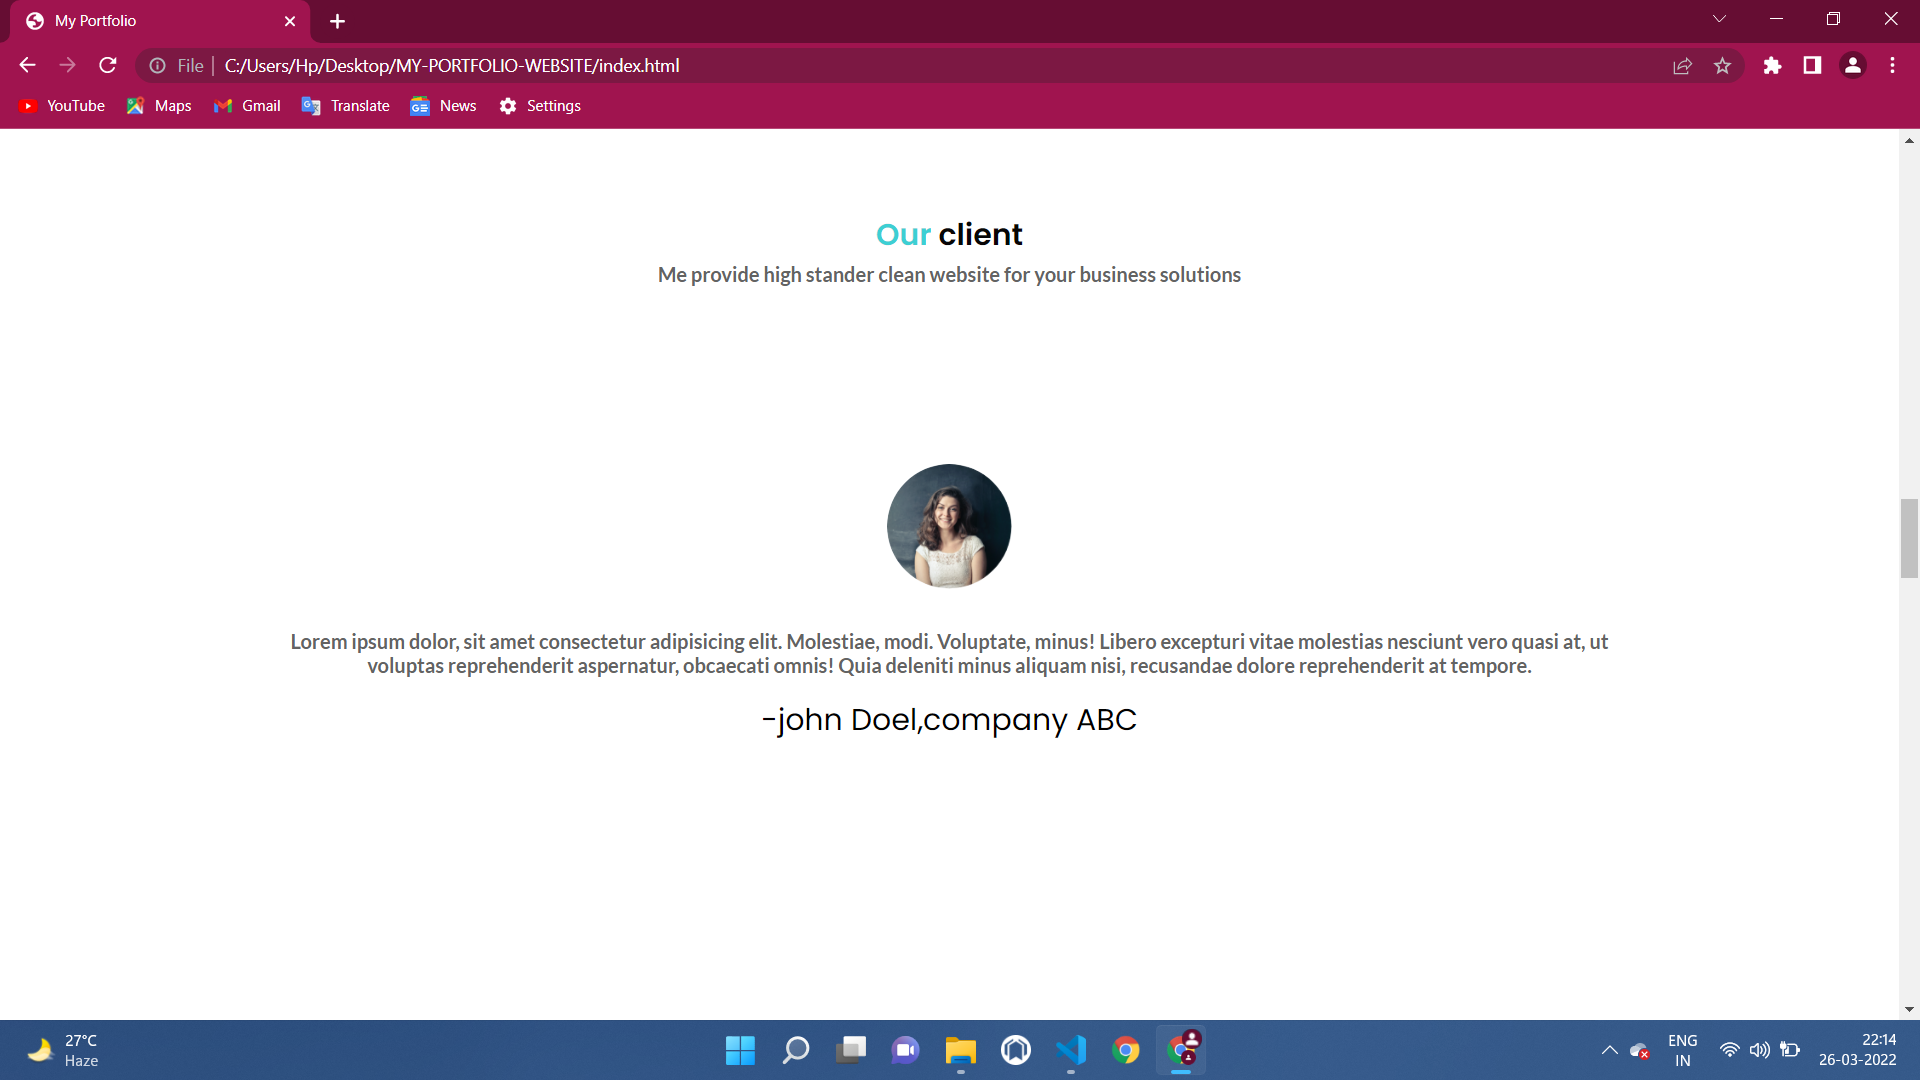 My Portfolio
File | C:/Users/Hp/Desktop/MY-PORTFOLIO-WEBSITE/index.html
YouTube Maps Gmail Translate News Settings
Our client
Me provide high stander clean website for your business solutions
Lorem ipsum dolor, sit amet consectetur adipisicing elit. Molestiae, modi. Voluptate, minus! Libero excepturi vitae molestias nesciunt vero quasi at, ut
voluptas reprehenderit aspernatur, obcaecati omnis! Quia deleniti minus aliquam nisi, recusandae dolore reprehenderit at tempore.
-john Doel,company ABC
27°C
Haze
ENG
IN
22:14
26-03-2022